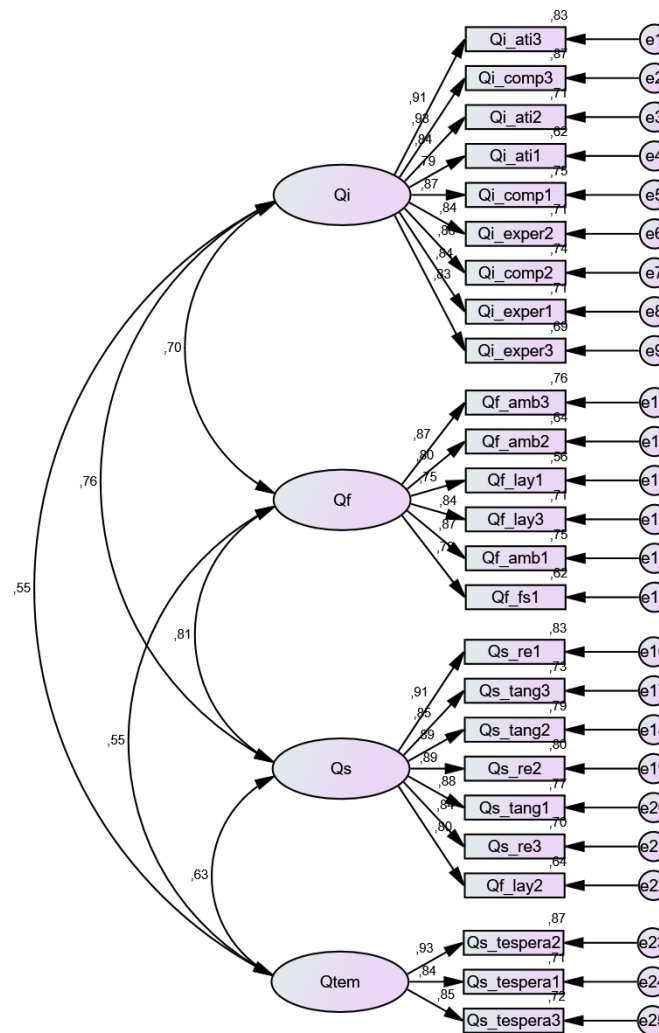 ,83
Qi_ati3
,87
Qi_comp3
,71
Qi_ati2
,62
Qi_ati1
,75
Qi_comp1
,71
Qi_exper2
,74
Qi_comp2
,71
Qi_exper1
,69
Qi_exper3
,91
,93
,84
,79
,87
,84
,84
,83
Qi
,70
,76
,55
,76
Qf_amb3
,64
Qf_amb2
,56
Qf_lay1
,71
Qf_lay3
,75
Qf_amb1
,62
Qf_fs1
,87
,80
,75
,84
,87
Qf
,81
,55
,83
Qs_re1
,73
Qs_tang3
,79
Qs_tang2
,80
Qs_re2
,77
Qs_tang1
,70
Qs_re3
,64
Qf_lay2
,91
,85
,89
,89
,88
,84
,80
Qs
,63
,87
Qs_tespera2
,71
Qs_tespera1
,72
Qs_tespera3
,93
,84
,85
Qtem